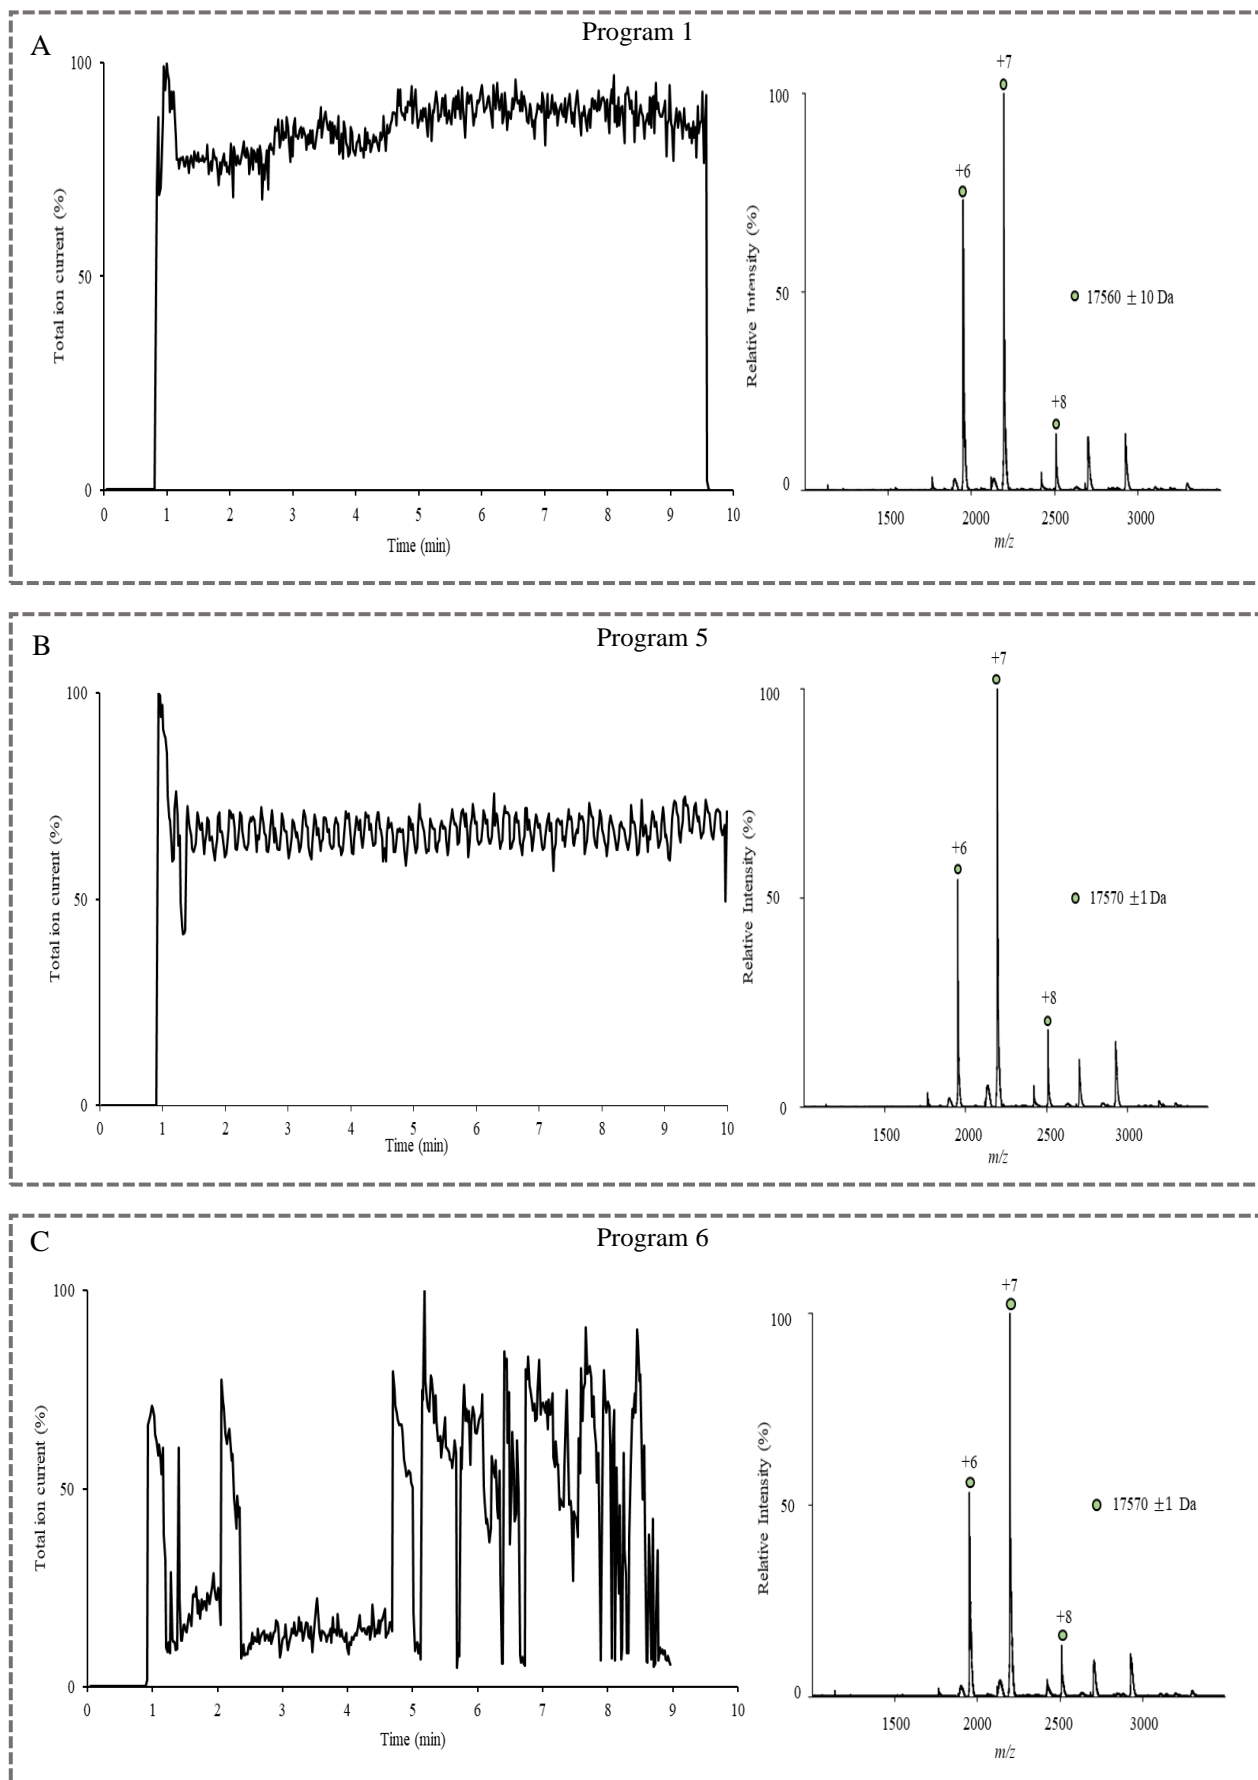 Program 1
A
Total ion current (%)
100
50
0
0 1 2 3 4 5 6 7 8 9 10
Time (min)
Relative Intensity (%)
100
50
0
+6
+7
+8
17560 ± 10 Da
1500 2000 2500 3000
m/z
Program 5
B
Total ion current (%)
100
50
0
0 1 2 3 4 5 6 7 8 9 10
Time (min)
Relative Intensity (%)
100
50
0
+6
+7
+8
17570 ±1 Da
1500 2000 2500 3000
m/z
Program 6
C
Total ion current (%)
100
50
0
0 1 2 3 4 5 6 7 8 9 10
Time (min)
Relative Intensity (%)
100
50
0
+6
+7
+8
17570 ±1 Da
1500 2000 2500 3000
m/z